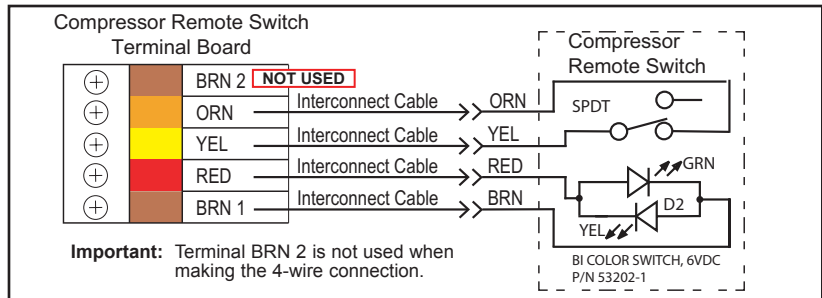 Compressor Remote Switch
Terminal Board
BRN 2 NOT USED
ORN Interconnect Cable ORN
YEL Interconnect Cable YEL
RED Interconnect Cable RED
BRN 1 Interconnect Cable BRN
Important: Terminal BRN 2 is not used when
making the 4-wire connection.
Compressor
Remote Switch
SPDT
GRN
D2
YEL
BI COLOR SWITCH, 6VDC
P/N 53202-1